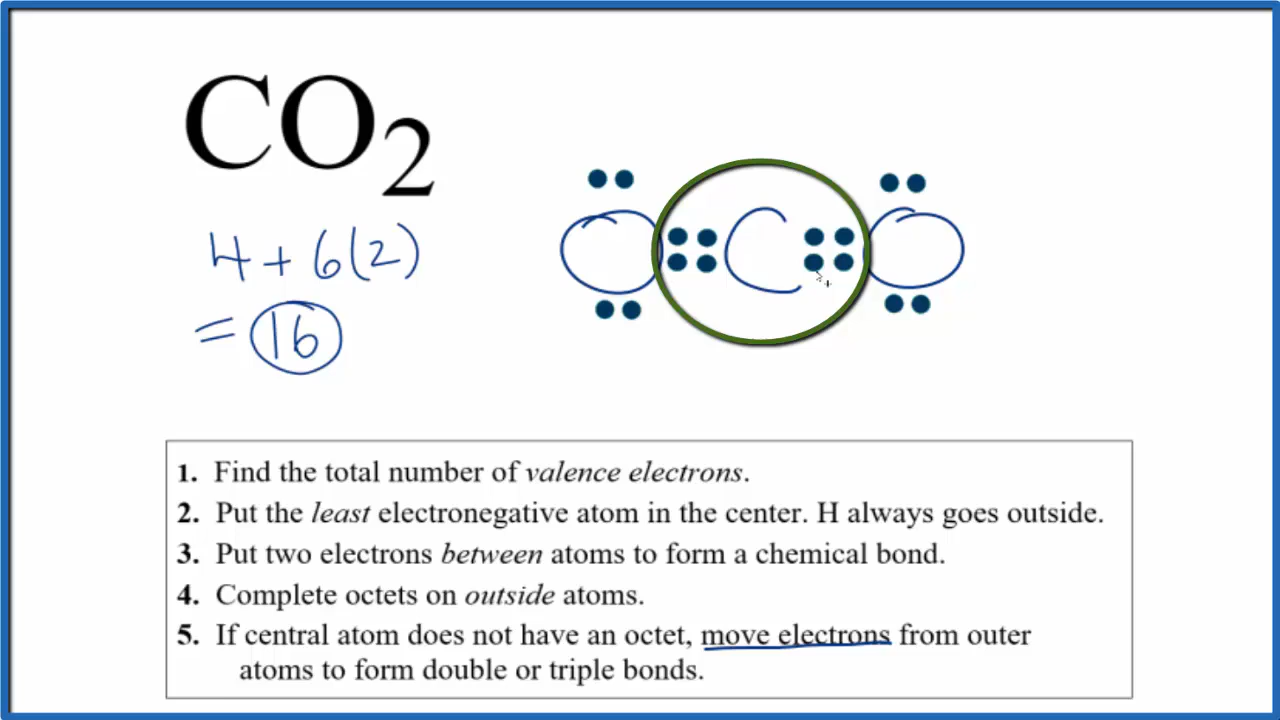 CO₂
4 + 6(2)
= 16
O C O
1. Find the total number of valence electrons.
2. Put the least electronegative atom in the center. H always goes outside.
3. Put two electrons between atoms to form a chemical bond.
4. Complete octets on outside atoms.
5. If central atom does not have an octet, move electrons from outer
atoms to form double or triple bonds.